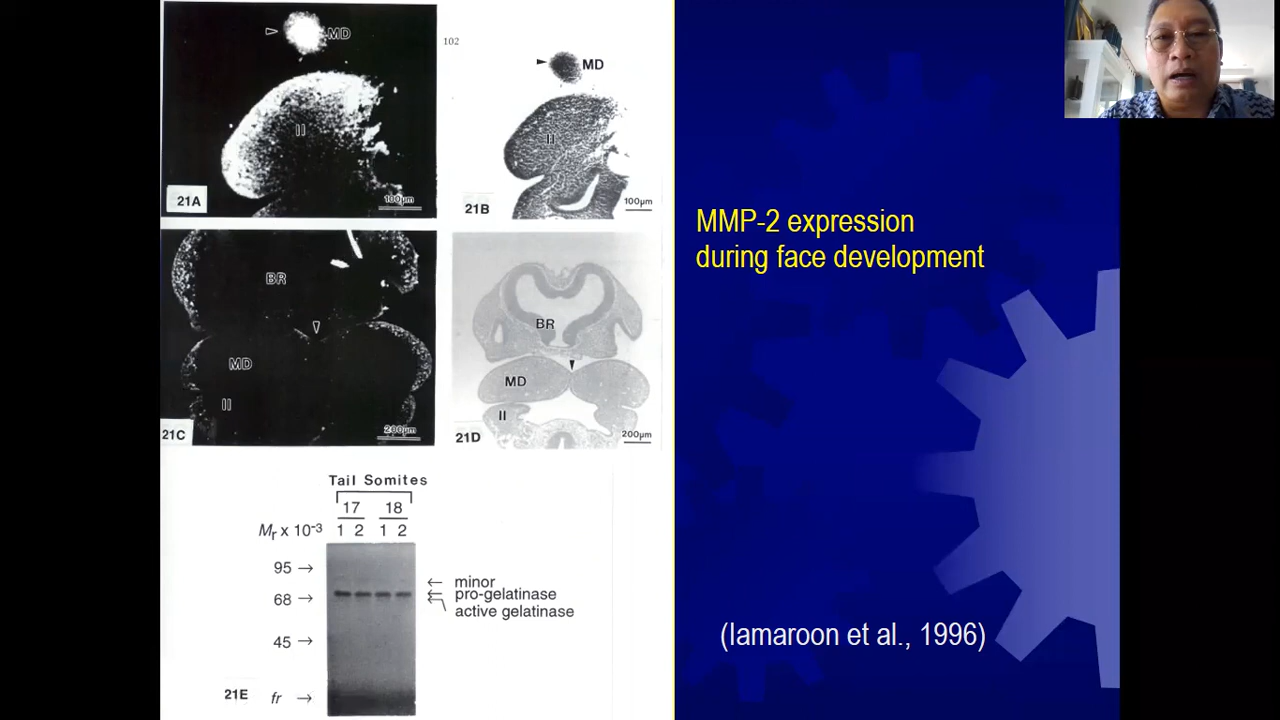 MD
102
MD
II
II
21A
100µm
21B
100µm
BR
BR
MD
MD
II
II
21C
200µm
21D
200µm
Tail Somites
17 18
Mr x 10-3 1 2 1 2
95 → ← minor
68 → ← pro-gelatinase
active gelatinase
45 →
21E fr →
MMP-2 expression
during face development
(Iamaroon et al., 1996)